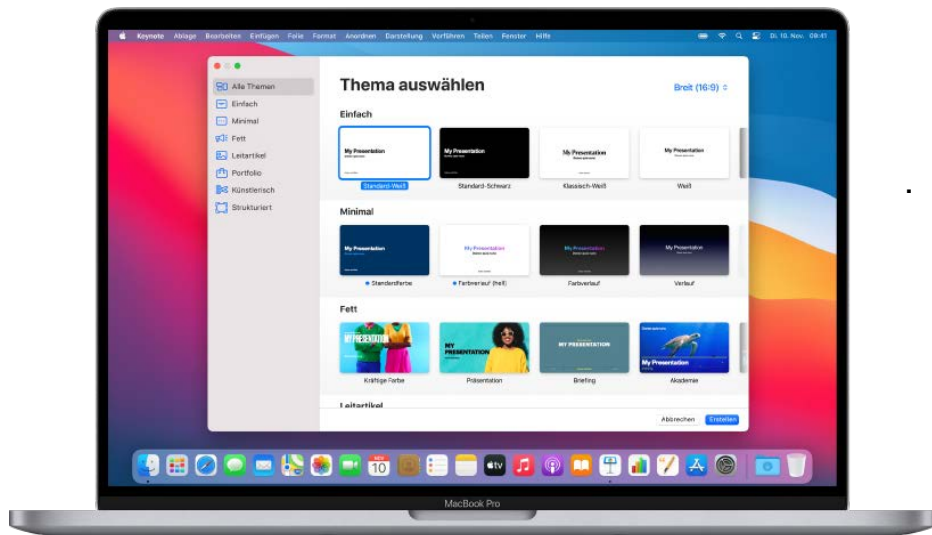 Keynote Ablage Bearbeiten Einfügen Folie Format Anordnen Darstellung Vorführen Teilen Fenster Hilfe Di. 10. Nov. 09:41
Alle Themen
Einfach
Minimal
Fett
Leitartikel
Portfolio
Künstlerisch
Strukturiert
Thema auswählen
Breit (16:9)
Einfach
My Presentation
My Presentation
My Presentation
My Presentation
Standard-Weiß
Standard-Schwarz
Klassisch-Weiß
Weiß
Minimal
My Presentation
My Presentation
My Presentation
My Presentation
Standardfarbe
Farbverlauf (hell)
Farbverlauf
Verlauf
Fett
MY PRESENTATION
MY
PRESENTATION
MY PRESENTATION
My Presentation
Kräftige Farbe
Präsentation
Briefing
Akademie
Leitartikel
Abbrechen
Erstellen
NOV
10
tv
MacBook Pro
.